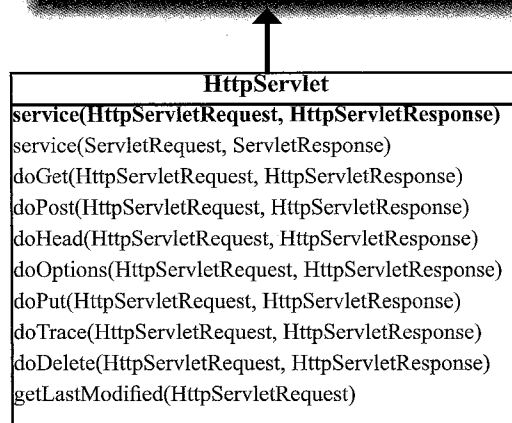 HttpServlet
service(HttpServletRequest, HttpServletResponse)
service(ServletRequest, ServletResponse)
doGet(HttpServletRequest, HttpServletResponse)
doPost(HttpServletRequest, HttpServletResponse)
doHead(HttpServletRequest, HttpServletResponse)
doOptions(HttpServletRequest, HttpServletResponse)
doPut(HttpServletRequest, HttpServletResponse)
doTrace(HttpServletRequest, HttpServletResponse)
doDelete(HttpServletRequest, HttpServletResponse)
getLastModified(HttpServletRequest)